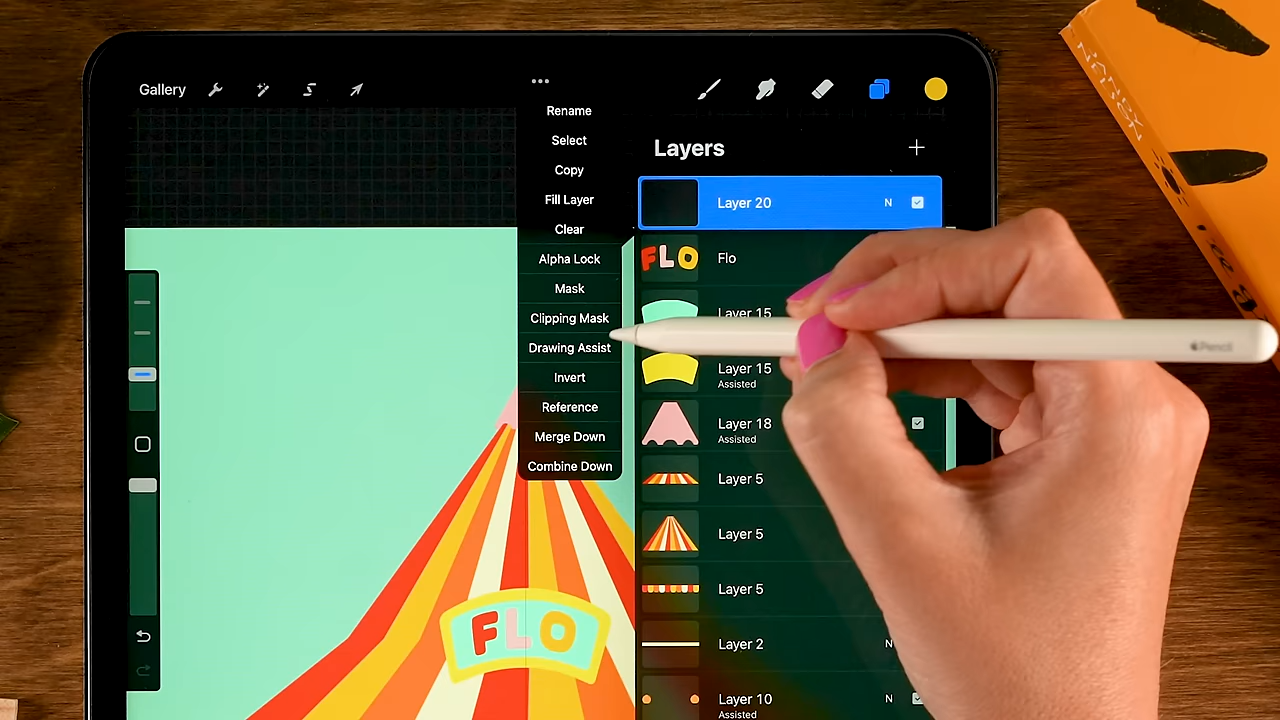 Gallery
Rename
Select
Copy
Fill Layer
Clear
Alpha Lock
Mask
Clipping Mask
Drawing Assist
Invert
Reference
Merge Down
Combine Down
Layers
Layer 20 N
FLO Flo
Layer 15
Layer 15
Assisted
Layer 18
Assisted
Layer 5
Layer 5
Layer 5
Layer 2 N
Layer 10 N
Assisted
FLO
Pencil